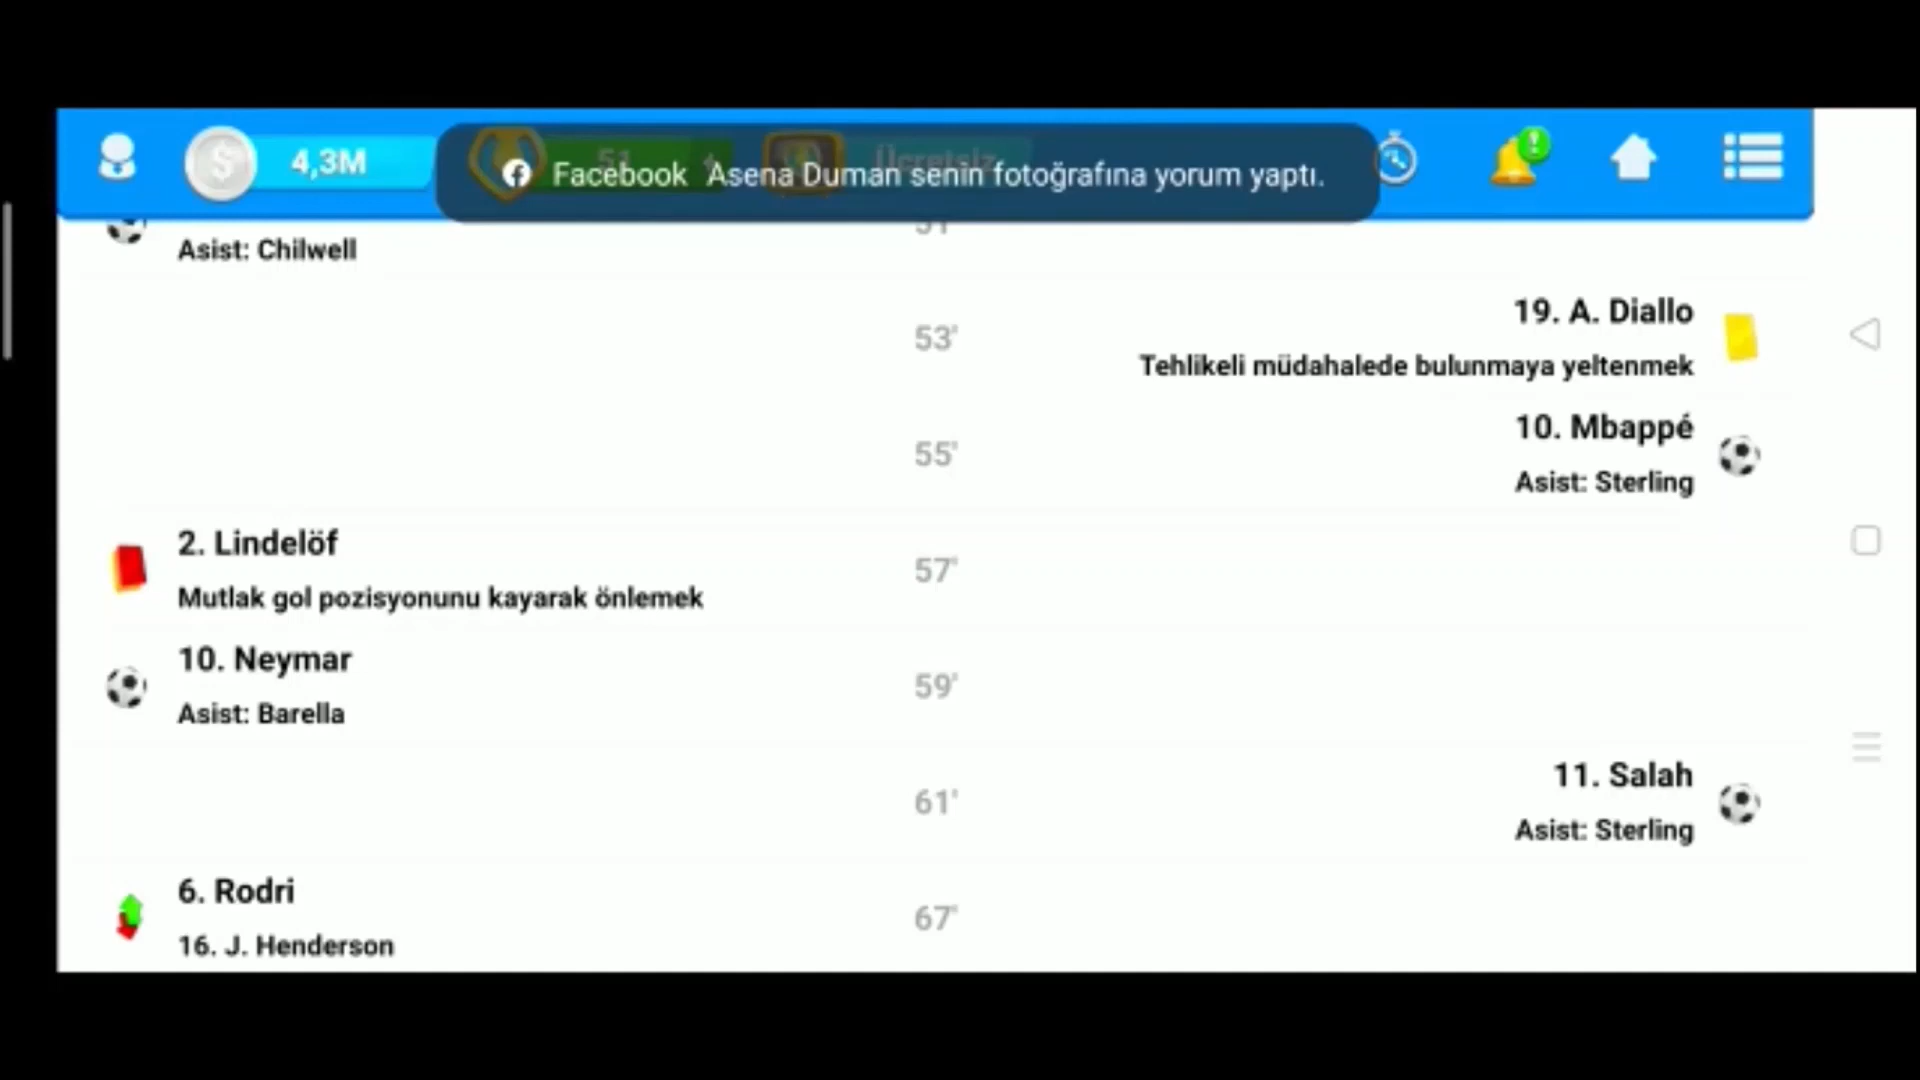 4,3M
Facebook Asena Duman senin fotoğrafına yorum yaptı.
Asist: Chilwell
19. A. Diallo
53'
Tehlikeli müdahalede bulunmaya yeltenmek
10. Mbappé
55'
Asist: Sterling
2. Lindelöf
57'
Mutlak gol pozisyonunu kayarak önlemek
10. Neymar
59'
Asist: Barella
11. Salah
61'
Asist: Sterling
6. Rodri
67'
16. J. Henderson